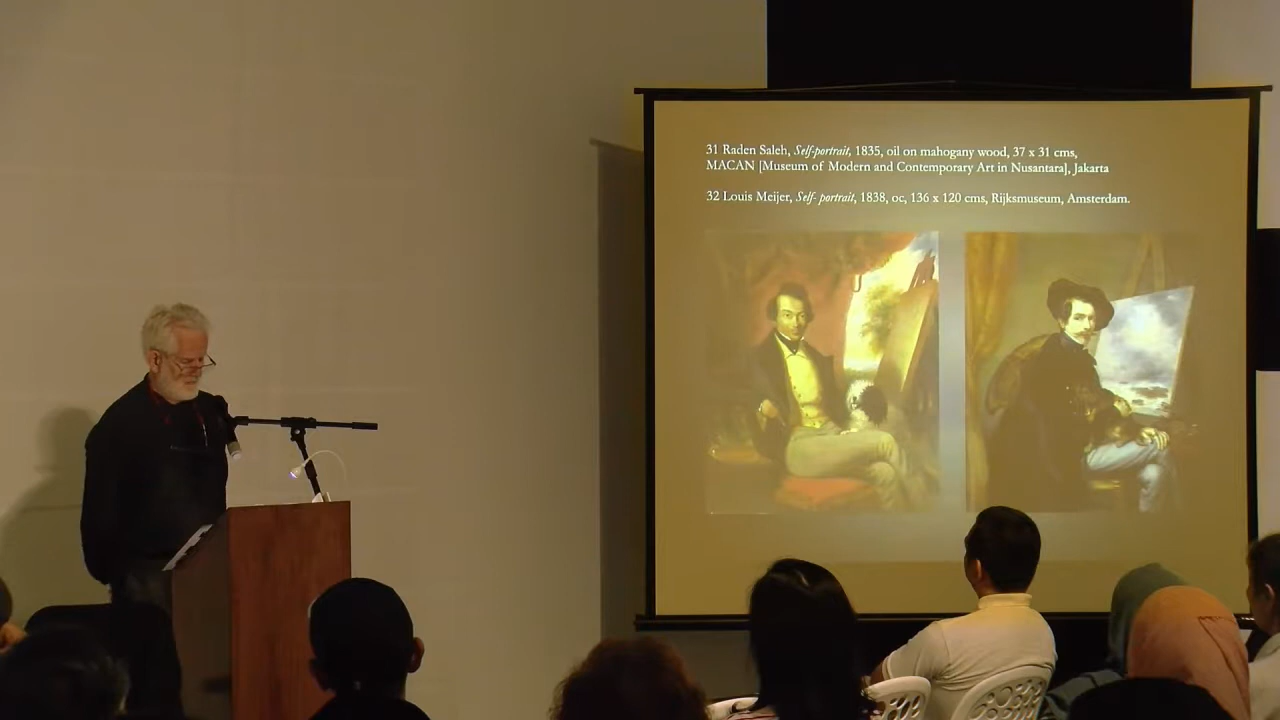 31 Raden Saleh, Self-portrait, 1835, oil on mahogany wood, 37 x 31 cms,
MACAN [Museum of Modern and Contemporary Art in Nusantara], Jakarta
32 Louis Meijer, Self- portrait, 1838, oc, 136 x 120 cms, Rijksmuseum, Amsterdam.